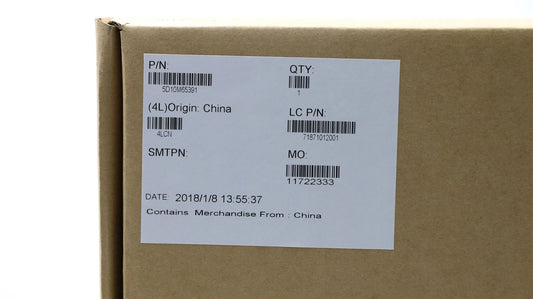 P/N: QTY:
5D10M65391 1
(4L)Origin: China LC P/N:
4LCN 71871012001
SMTPN: MO:
11722333
DATE: 2018/1/8 13:55:37
Contains Merchandise From : China